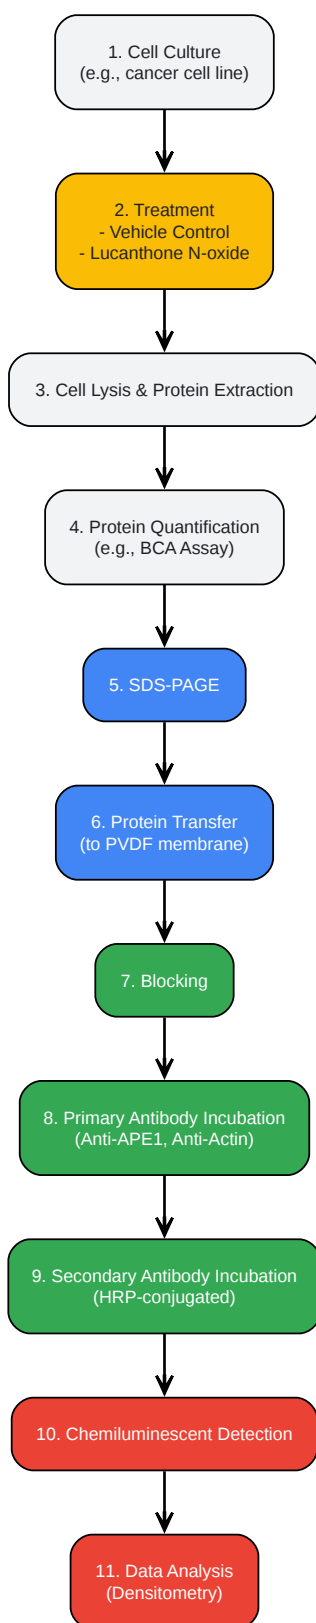 1. Cell Culture
(e.g., cancer cell line)
2. Treatment
- Vehicle Control
- Lucanthone N-oxide
3. Cell Lysis & Protein Extraction
4. Protein Quantification
(e.g., BCA Assay)
5. SDS-PAGE
6. Protein Transfer
(to PVDF membrane)
7. Blocking
8. Primary Antibody Incubation
(Anti-APE1, Anti-Actin)
9. Secondary Antibody Incubation
(HRP-conjugated)
10. Chemiluminescent Detection
11. Data Analysis
(Densitometry)